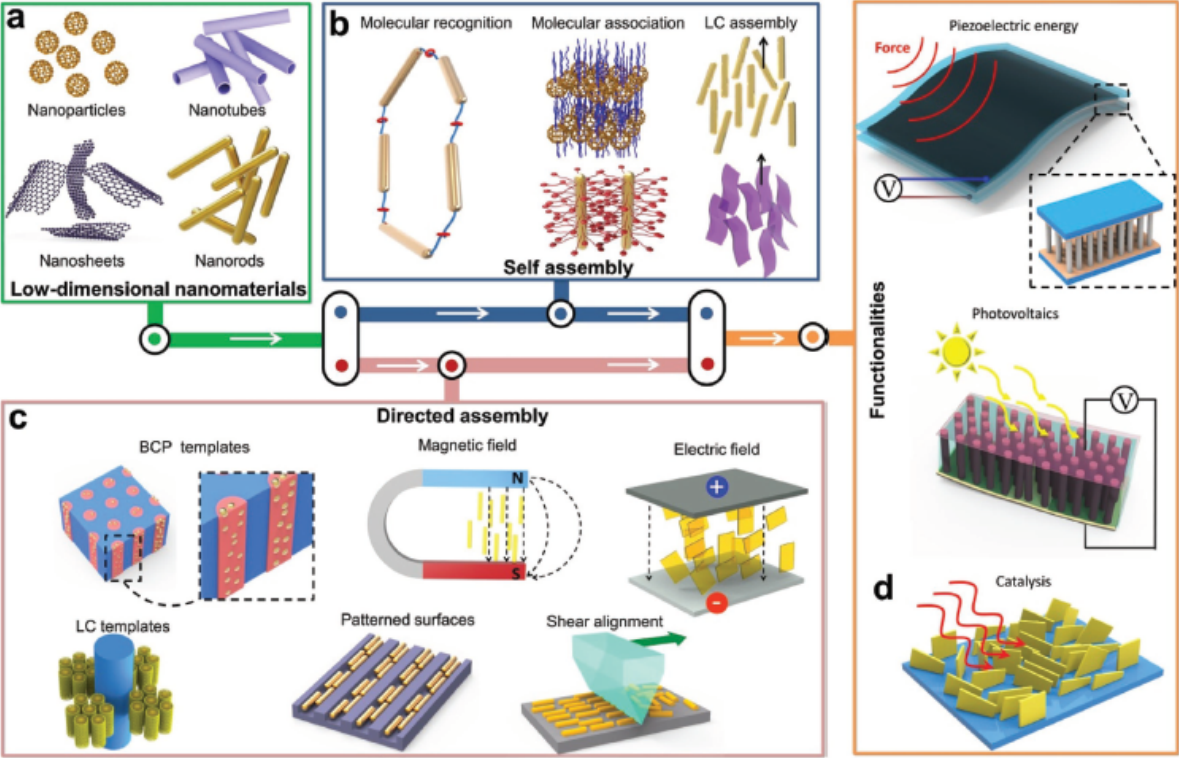 a
Nanoparticles
Nanotubes
Nanosheets
Nanorods
Low-dimensional nanomaterials
b
Molecular recognition
Molecular association
LC assembly
Self assembly
c
Directed assembly
BCP templates
Magnetic field
N
S
Electric field
+
−
LC templates
Patterned surfaces
Shear alignment
Functionalities
Piezoelectric energy
Force
V
Photovoltaics
V
d
Catalysis